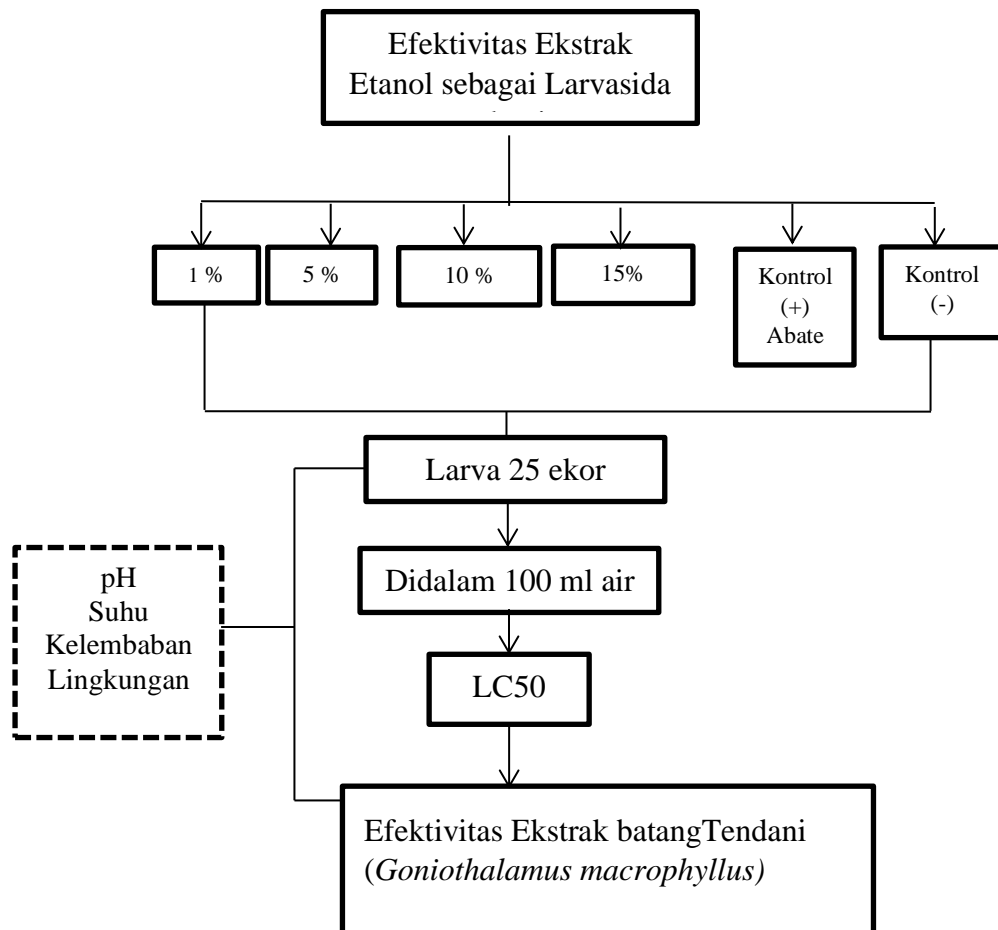 Efektivitas Ekstrak
Etanol sebagai Larvasida
1 %
5 %
10 %
15%
Kontrol
(+)
Abate
Kontrol
(-)
Larva 25 ekor
Didalam 100 ml air
pH
Suhu
Kelembaban
Lingkungan
LC50
Efektivitas Ekstrak batangTendani
(Goniothalamus macrophyllus)